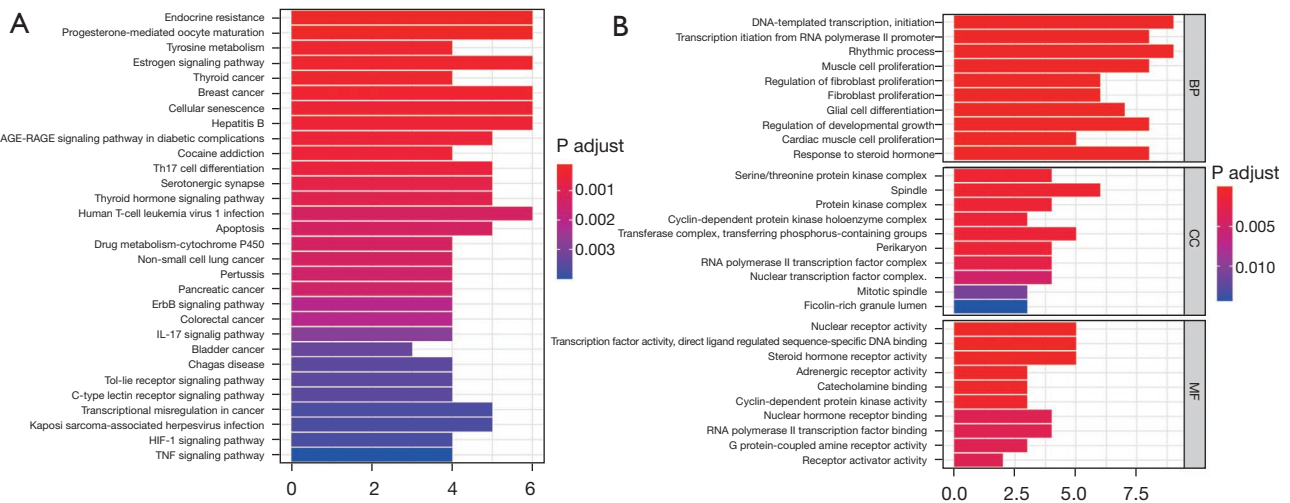 A
Endocrine resistance
Progesterone-mediated oocyte maturation
Tyrosine metabolism
Estrogen signaling pathway
Thyroid cancer
Breast cancer
Cellular senescence
Hepatitis B
AGE-RAGE signaling pathway in diabetic complications
Cocaine addiction
Th17 cell differentiation
Serotonergic synapse
Thyroid hormone signaling pathway
Human T-cell leukemia virus 1 infection
Apoptosis
Drug metabolism-cytochrome P450
Non-small cell lung cancer
Pertussis
Pancreatic cancer
ErbB signaling pathway
Colorectal cancer
IL-17 signalig pathway
Bladder cancer
Chagas disease
Tol-lie receptor signaling pathway
C-type lectin receptor signaling pathway
Transcriptional misregulation in cancer
Kaposi sarcoma-associated herpesvirus infection
HIF-1 signaling pathway
TNF signaling pathway
0 2 4 6
P adjust
0.001
0.002
0.003
B
DNA-templated transcription, initiation
Transcription itiation from RNA polymerase II promoter
Rhythmic process
Muscle cell proliferation
Regulation of fibroblast proliferation
Fibroblast proliferation
Glial cell differentiation
Regulation of developmental growth
Cardiac muscle cell proliferation
Response to steroid hormone
BP
Serine/threonine protein kinase complex
Spindle
Protein kinase complex
Cyclin-dependent protein kinase holoenzyme complex
Transferase complex, transferring phosphorus-containing groups
Perikaryon
RNA polymerase II transcription factor complex
Nuclear transcription factor complex.
Mitotic spindle
Ficolin-rich granule lumen
CC
Nuclear receptor activity
Transcription factor activity, direct ligand regulated sequence-specific DNA binding
Steroid hormone receptor activity
Adrenergic receptor activity
Catecholamine binding
Cyclin-dependent protein kinase activity
Nuclear hormone receptor binding
RNA polymerase II transcription factor binding
G protein-coupled amine receptor activity
Receptor activator activity
MF
0.0 2.5 5.0 7.5
P adjust
0.005
0.010